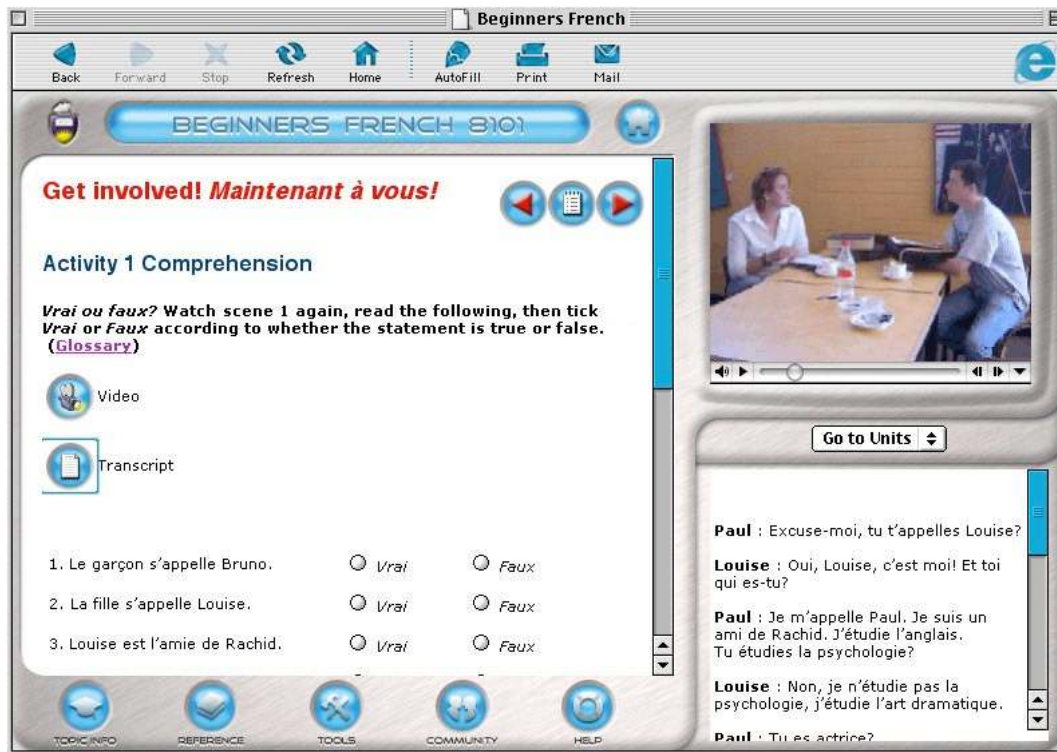 Beginners French
Back
Forward
Stop
Refresh
Home
AutoFill
Print
Mail
BEGINNERS FRENCH 8101
Get involved! Maintenant à vous!
Activity 1 Comprehension
Vrai ou faux? Watch scene 1 again, read the following, then tick
Vrai or Faux according to whether the statement is true or false.
(Glossary)
Video
Transcript
1. Le garçon s'appelle Bruno. Vrai Faux
2. La fille s'appelle Louise. Vrai Faux
3. Louise est l'amie de Rachid. Vrai Faux
TOPIC INFO
REFERENCE
TOOLS
COMMUNITY
HELP
Go to Units
Paul : Excuse-moi, tu t'appelles Louise?
Louise : Oui, Louise, c'est moi! Et toi
qui es-tu?
Paul : Je m'appelle Paul. Je suis un
ami de Rachid. J'étudie l'anglais.
Tu étudies la psychologie?
Louise : Non, je n'étudie pas la
psychologie, j'étudie l'art dramatique.
Paul : Tu es actrice?